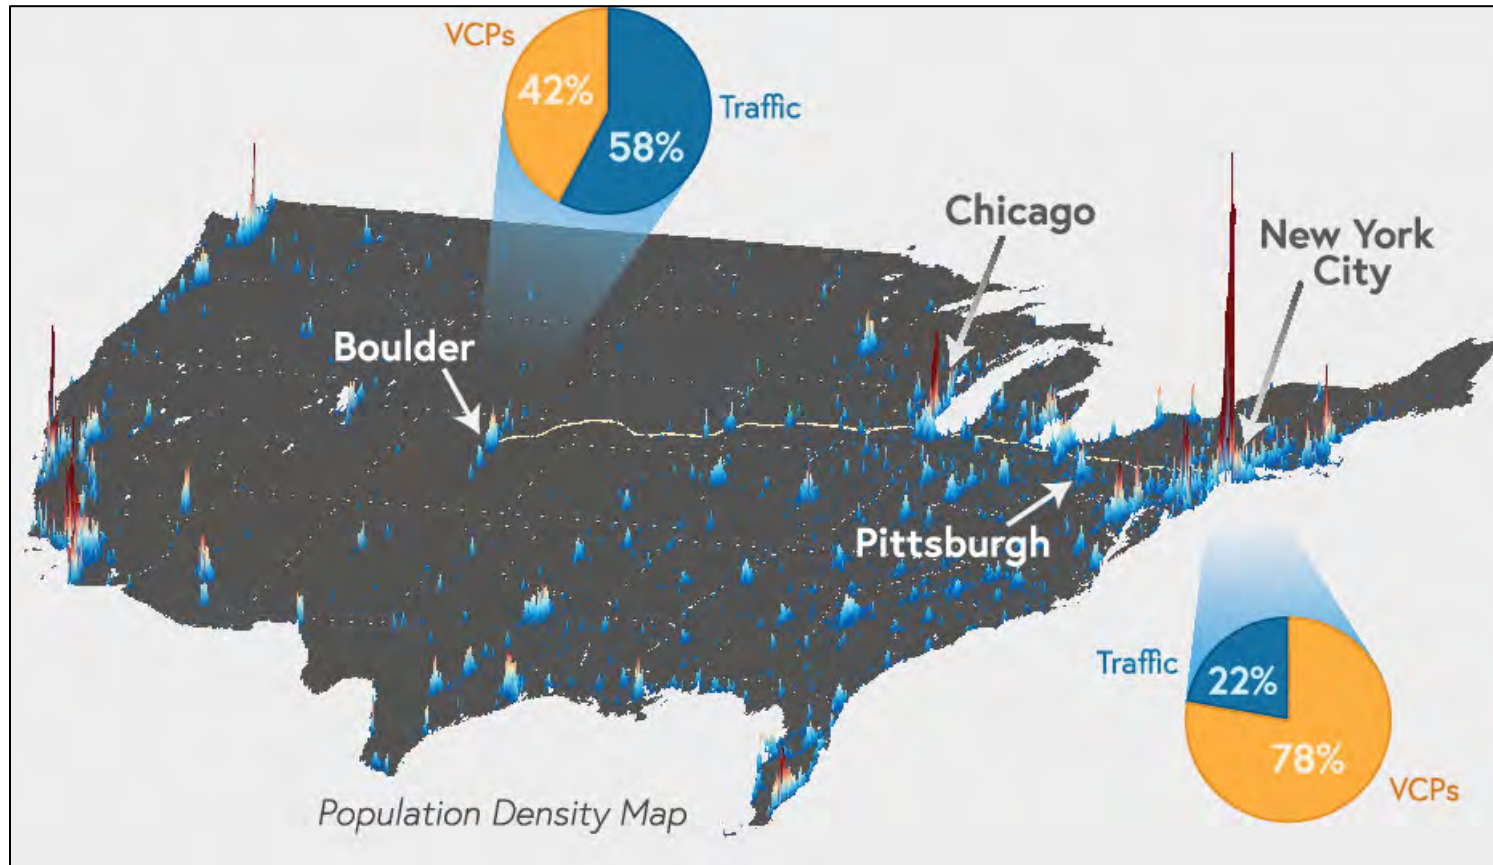 VCPs
42%
Traffic
58%
Chicago
New York
City
Boulder
Pittsburgh
Traffic
22%
78%
VCPs
Population Density Map